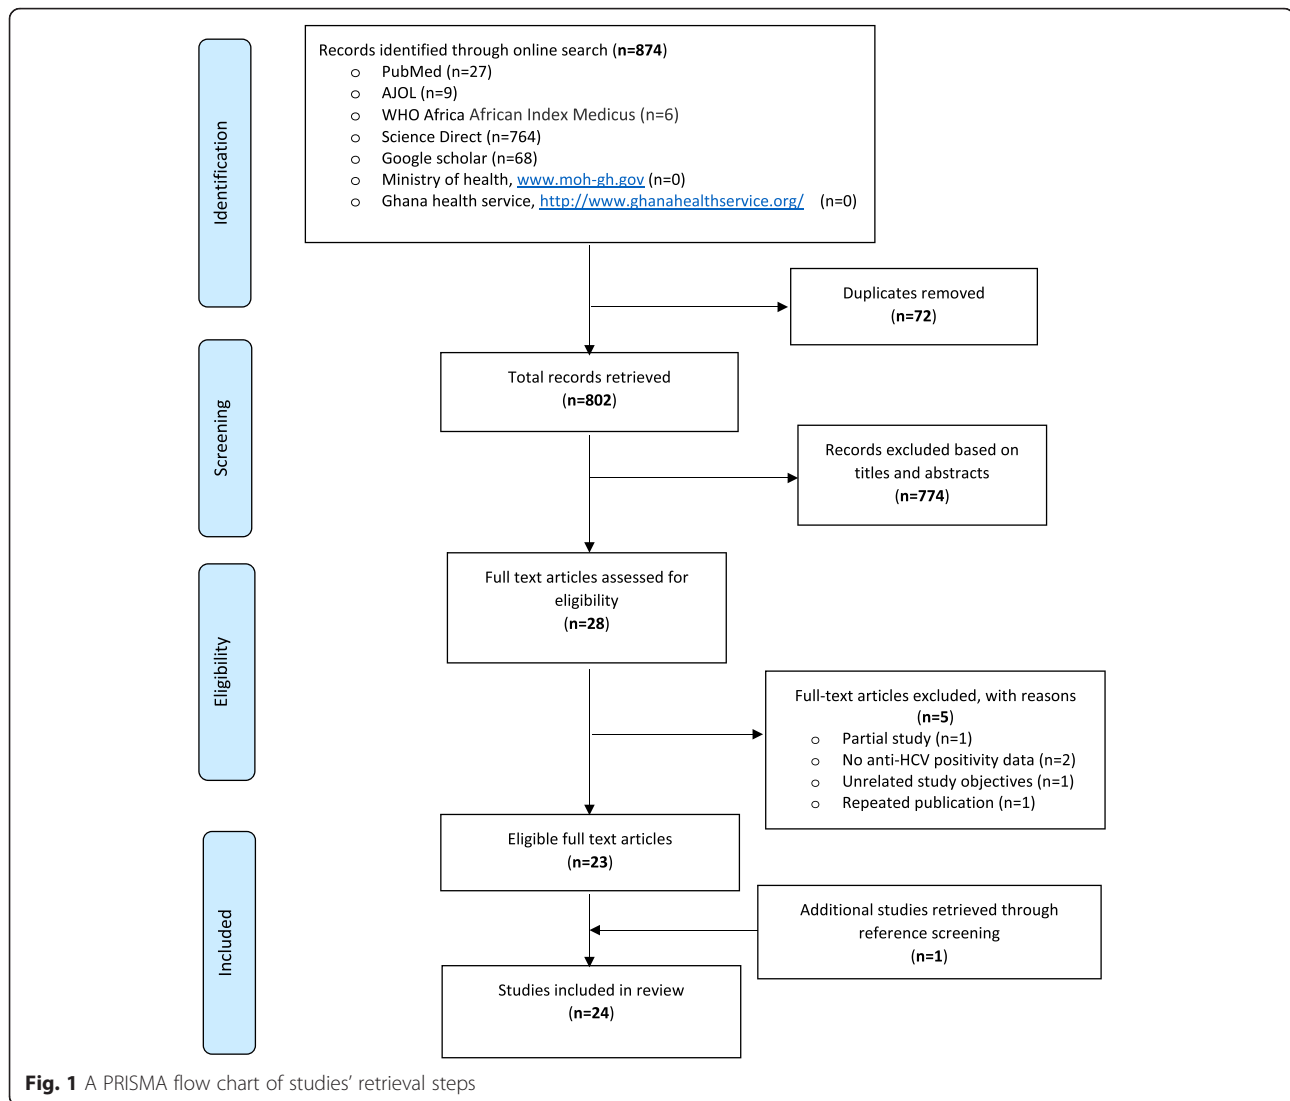 Identification
Records identified through online search (n=874)
o PubMed (n=27)
o AJOL (n=9)
o WHO Africa African Index Medicus (n=6)
o Science Direct (n=764)
o Google scholar (n=68)
o Ministry of health, www.moh-gh.gov (n=0)
o Ghana health service, http://www.ghanahealthservice.org/ (n=0)
Duplicates removed
(n=72)
Screening
Total records retrieved
(n=802)
Records excluded based on
titles and abstracts
(n=774)
Eligibility
Full text articles assessed for
eligibility
(n=28)
Full-text articles excluded, with reasons
(n=5)
o Partial study (n=1)
o No anti-HCV positivity data (n=2)
o Unrelated study objectives (n=1)
o Repeated publication (n=1)
Included
Eligible full text articles
(n=23)
Additional studies retrieved through
reference screening
(n=1)
Studies included in review
(n=24)
Fig. 1 A PRISMA flow chart of studies’ retrieval steps